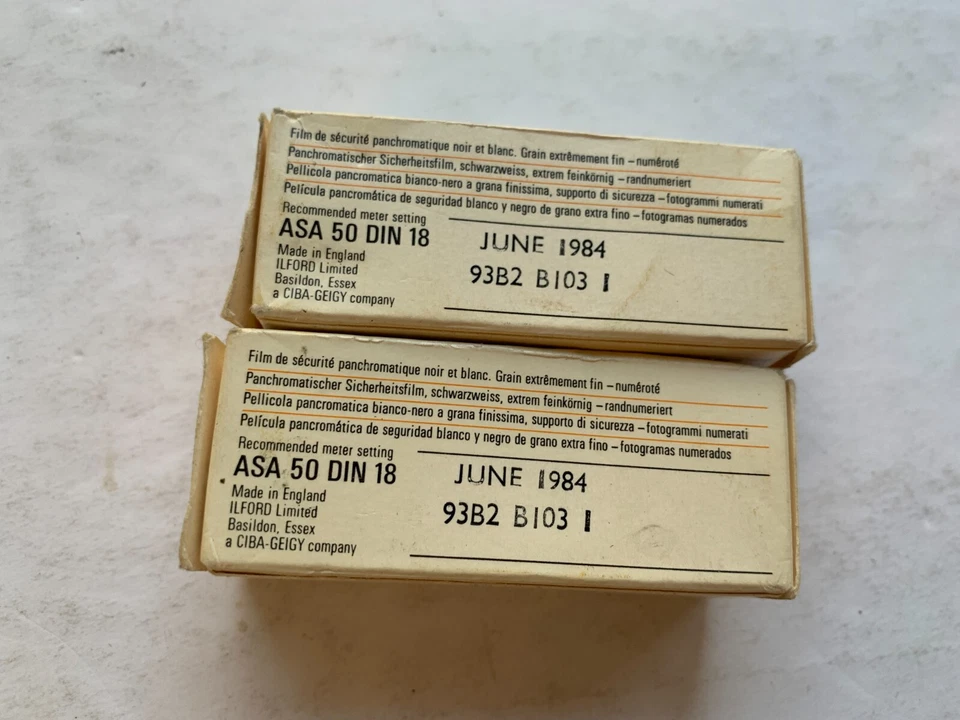 Film de sécurité panchromatique noir et blanc. Grain extrêmement fin – numéroté
Panchromatischer Sicherheitsfilm, schwarzweiss, extrem feinkörnig – randnumeriert
Pellicola pancromatica bianco-nero a grana finissima, supporto di sicurezza – fotogrammi numerati
Película pancromática de seguridad blanco y negro de grano extra fino – fotogramas numerados
Recommended meter setting
ASA 50 DIN 18
Made in England
ILFORD Limited
Basildon, Essex
a CIBA-GEIGY company
JUNE 1984
93B2 B103 1
Film de sécurité panchromatique noir et blanc. Grain extrêmement fin – numéroté
Panchromatischer Sicherheitsfilm, schwarzweiss, extrem feinkörnig – randnumeriert
Pellicola pancromatica bianco-nero a grana finissima, supporto di sicurezza – fotogrammi numerati
Película pancromática de seguridad blanco y negro de grano extra fino – fotogramas numerados
Recommended meter setting
ASA 50 DIN 18
Made in England
ILFORD Limited
Basildon, Essex
a CIBA-GEIGY company
JUNE 1984
93B2 B103 1